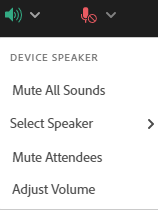 DEVICE SPEAKER
Mute All Sounds
Select Speaker
Mute Attendees
Adjust Volume